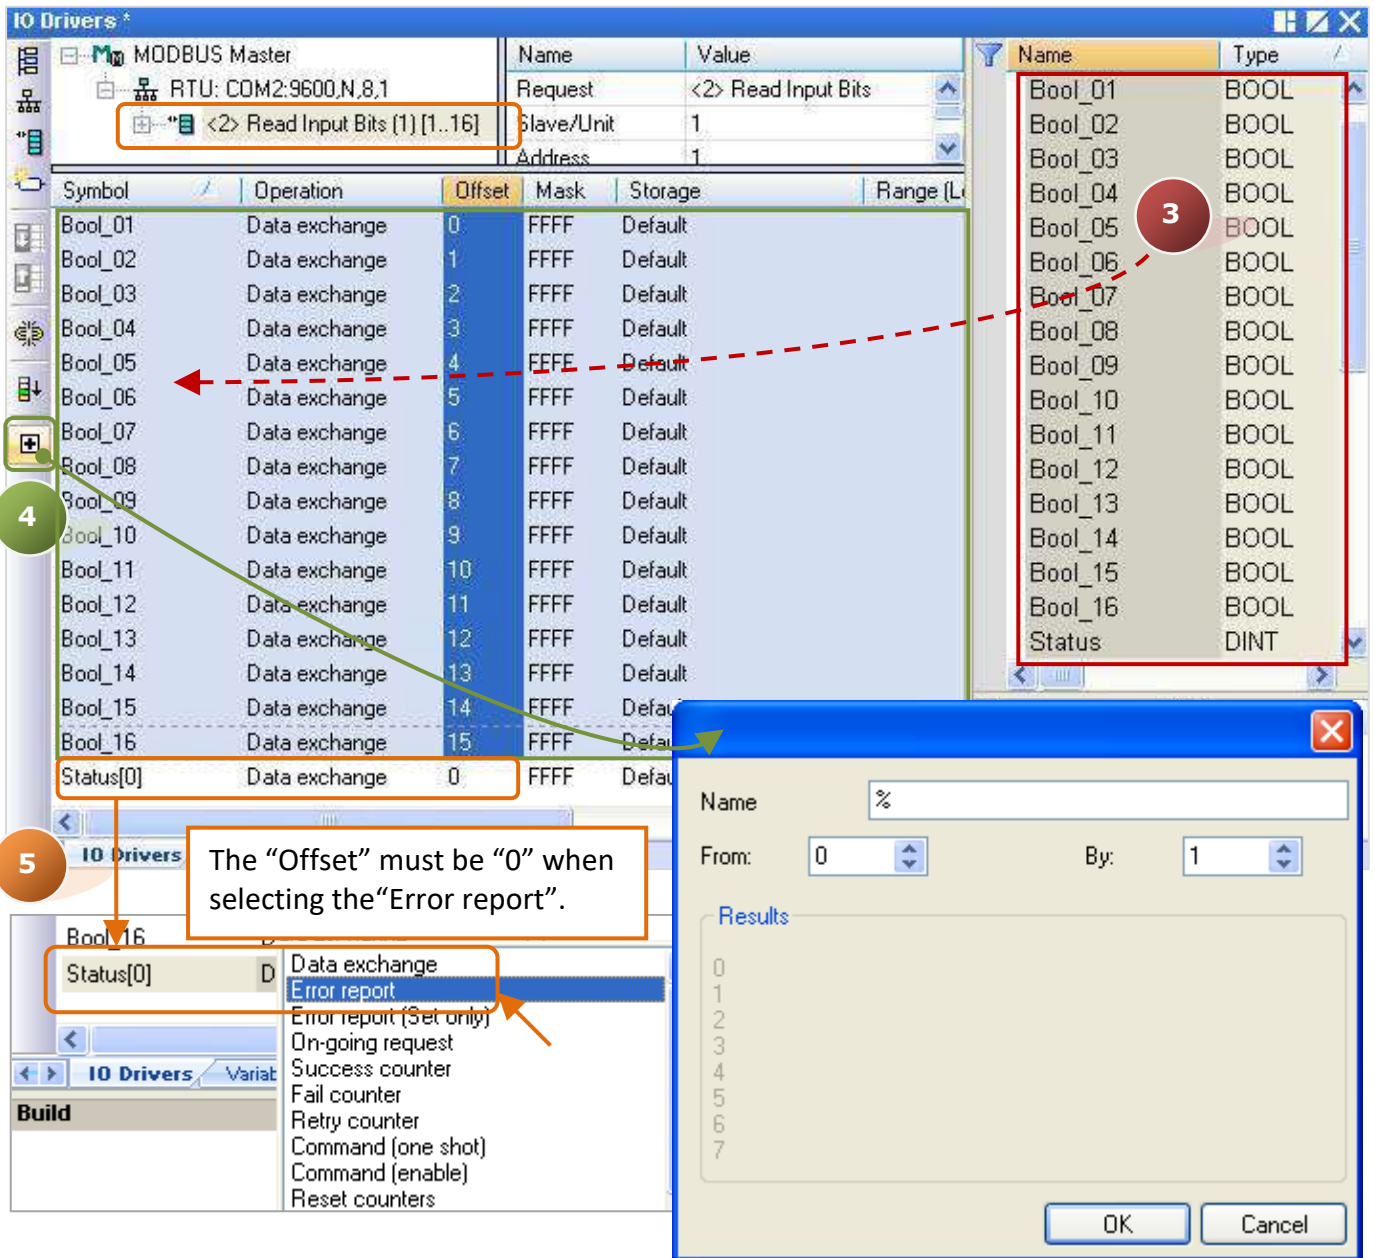 IO Drivers *
MODBUS Master
RTU: COM2:9600,N,8,1
<2> Read Input Bits (1) [1..16]
Name Value
Request <2> Read Input Bits
Slave/Unit 1
Address 1
Symbol Operation Offset Mask Storage Range (Lo
Bool_01 Data exchange 0 FFFF Default
Bool_02 Data exchange 1 FFFF Default
Bool_03 Data exchange 2 FFFF Default
Bool_04 Data exchange 3 FFFF Default
Bool_05 Data exchange 4 FFFF Default
Bool_06 Data exchange 5 FFFF Default
Bool_07 Data exchange 6 FFFF Default
Bool_08 Data exchange 7 FFFF Default
Bool_09 Data exchange 8 FFFF Default
Bool_10 Data exchange 9 FFFF Default
Bool_11 Data exchange 10 FFFF Default
Bool_12 Data exchange 11 FFFF Default
Bool_13 Data exchange 12 FFFF Default
Bool_14 Data exchange 13 FFFF Default
Bool_15 Data exchange 14 FFFF Defau
Bool_16 Data exchange 15 FFFF Defau
Status[0] Data exchange 0 FFFF Defau
IO Drivers
Name Type
Bool_01 BOOL
Bool_02 BOOL
Bool_03 BOOL
Bool_04 BOOL
Bool_05 BOOL
Bool_06 BOOL
Bool_07 BOOL
Bool_08 BOOL
Bool_09 BOOL
Bool_10 BOOL
Bool_11 BOOL
Bool_12 BOOL
Bool_13 BOOL
Bool_14 BOOL
Bool_15 BOOL
Bool_16 BOOL
Status DINT
3
4
5
The “Offset” must be “0” when
selecting the“Error report”.
Bool_16
Status[0] D
Data exchange
Error report
Error report (Set only)
On-going request
Success counter
Fail counter
Retry counter
Command (one shot)
Command (enable)
Reset counters
IO Drivers Variab
Build
Name %
From: 0 By: 1
Results
0
1
2
3
4
5
6
7
OK Cancel